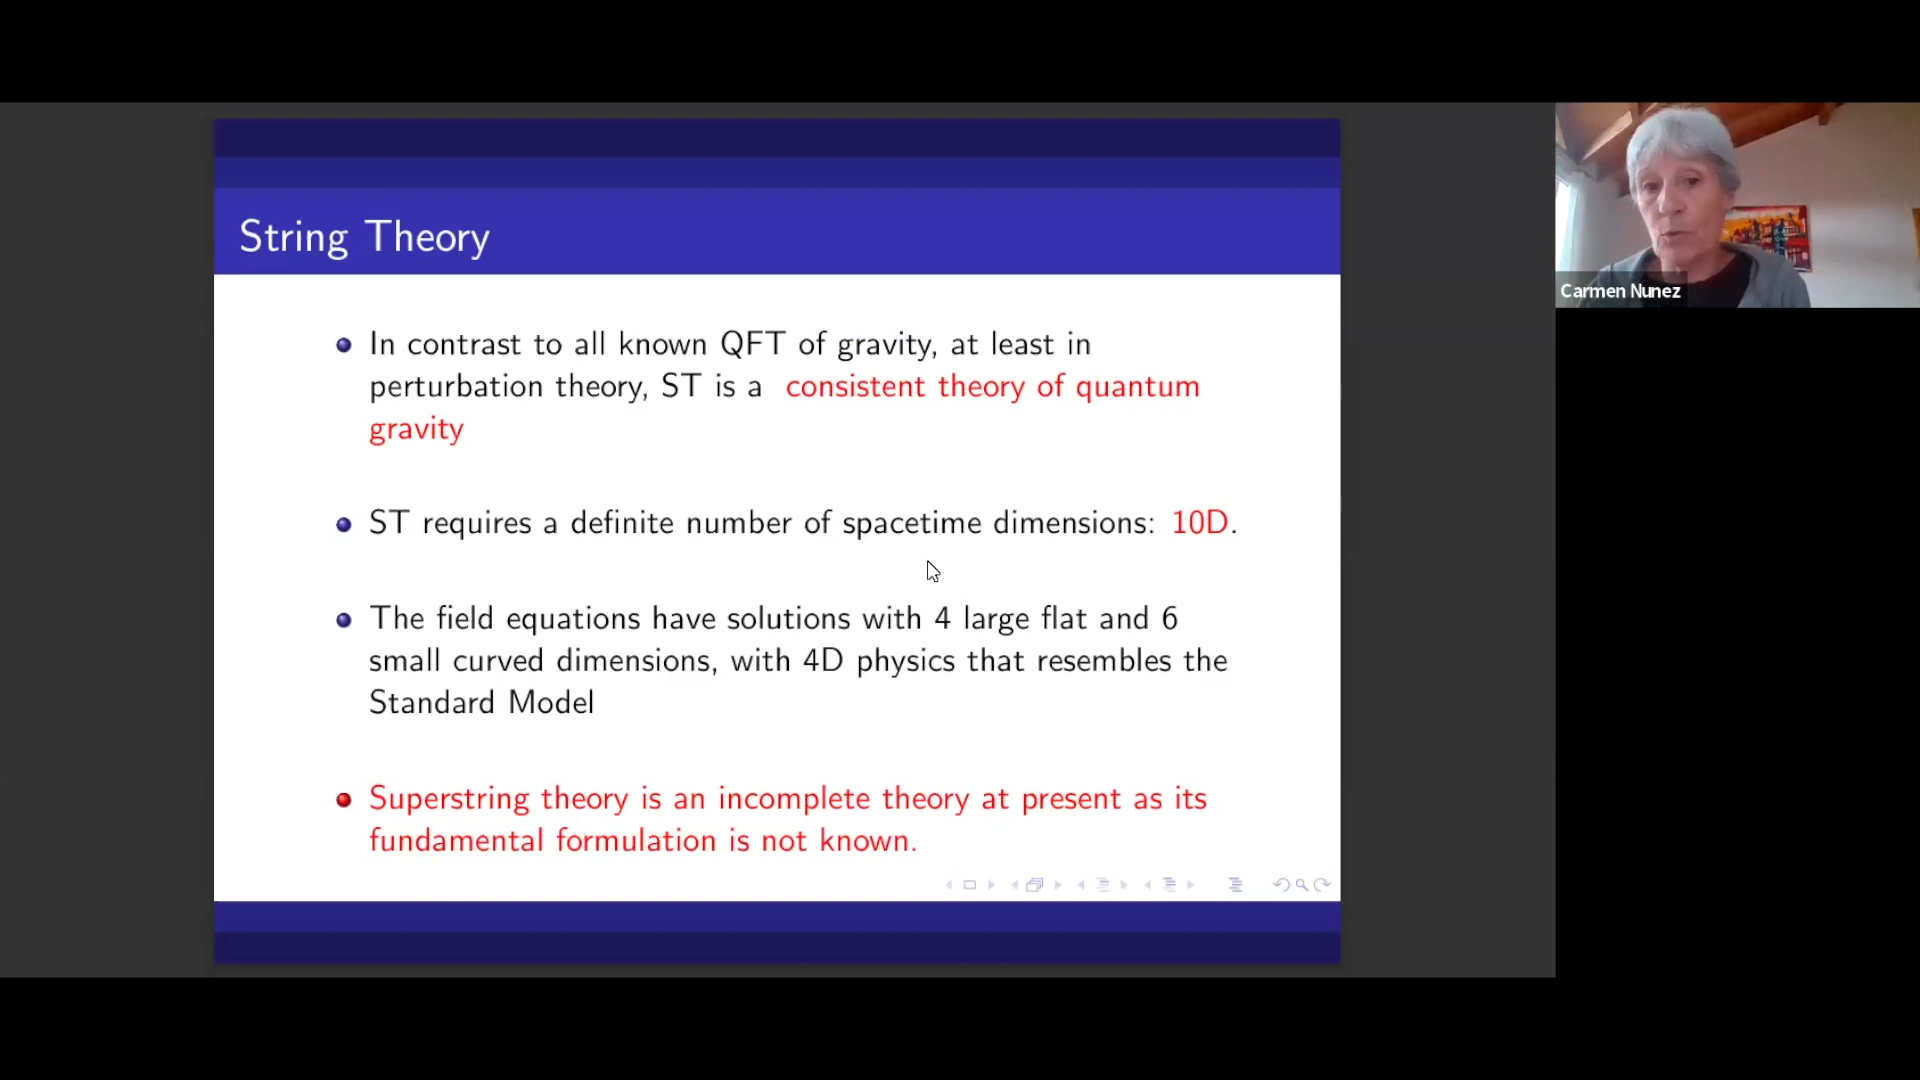 String Theory
In contrast to all known QFT of gravity, at least in
perturbation theory, ST is a consistent theory of quantum
gravity
ST requires a definite number of spacetime dimensions: 10D.
The field equations have solutions with 4 large flat and 6
small curved dimensions, with 4D physics that resembles the
Standard Model
Superstring theory is an incomplete theory at present as its
fundamental formulation is not known.
Carmen Nunez